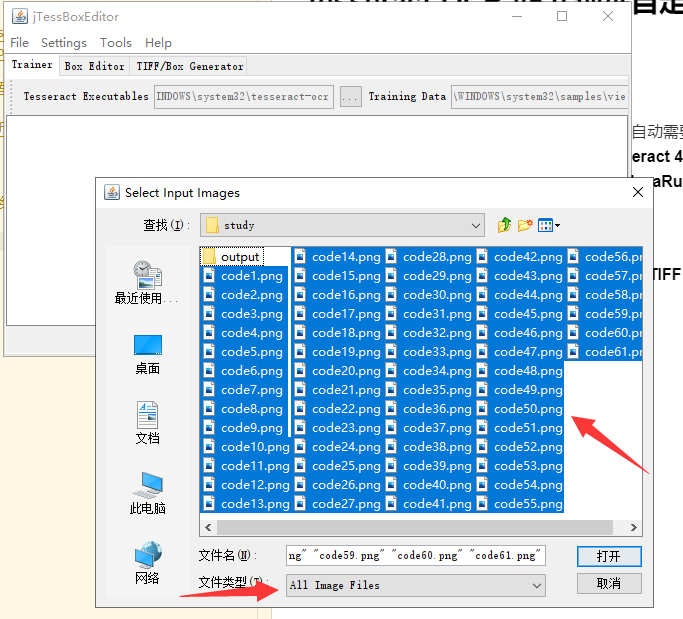 jTessBoxEditor
File Settings Tools Help
Trainer Box Editor TIFF/Box Generator
Tesseract Executables INDOWS\system32\tesseract-ocr ... Training Data \WINDOWS\system32\samples\vie
自动需要
eract 4
Select Input Images
查找(I): study
最近使用...
桌面
文档
此电脑
网络
output code14.png code28.png code42.png code56.pn
code1.png code15.png code29.png code43.png code57.pn
code2.png code16.png code30.png code44.png code58.pn
code3.png code17.png code31.png code45.png code59.pn
code4.png code18.png code32.png code46.png code60.pn
code5.png code19.png code33.png code47.png code61.pn
code6.png code20.png code34.png code48.png
code7.png code21.png code35.png code49.png
code8.png code22.png code36.png code50.png
code9.png code23.png code37.png code51.png
code10.png code24.png code38.png code52.png
code11.png code25.png code39.png code53.png
code12.png code26.png code40.png code54.png
code13.png code27.png code41.png code55.png
TIFF
文件名(N): ng" "code59.png" "code60.png" "code61.png" 打开
文件类型(T): All Image Files 取消